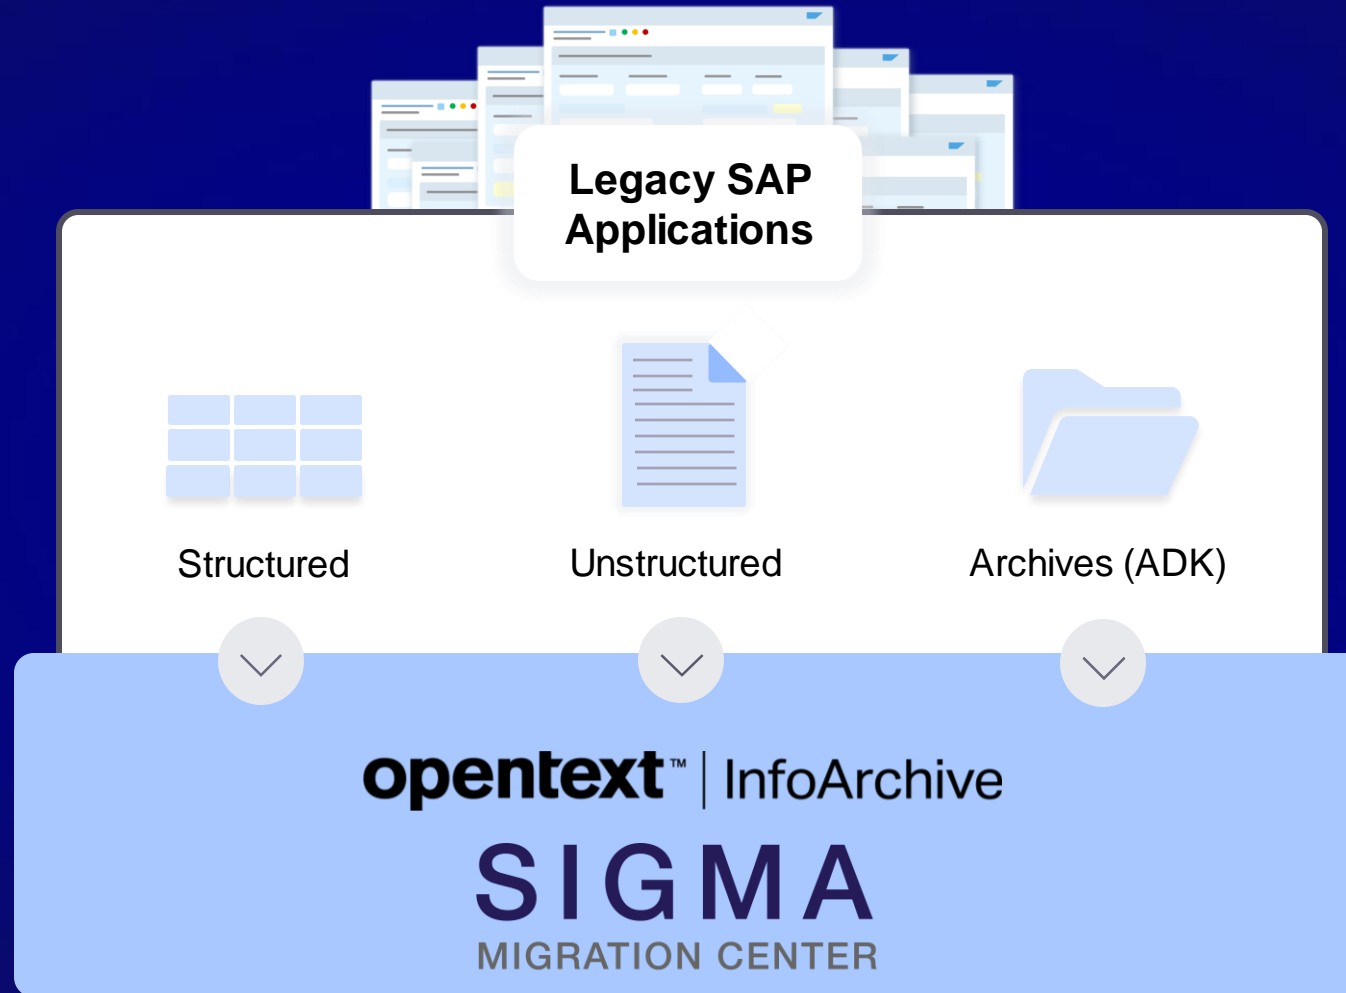 Legacy SAP
Applications
Structured
Unstructured
Archives (ADK)
opentext™ | InfoArchive
SIGMA
MIGRATION CENTER